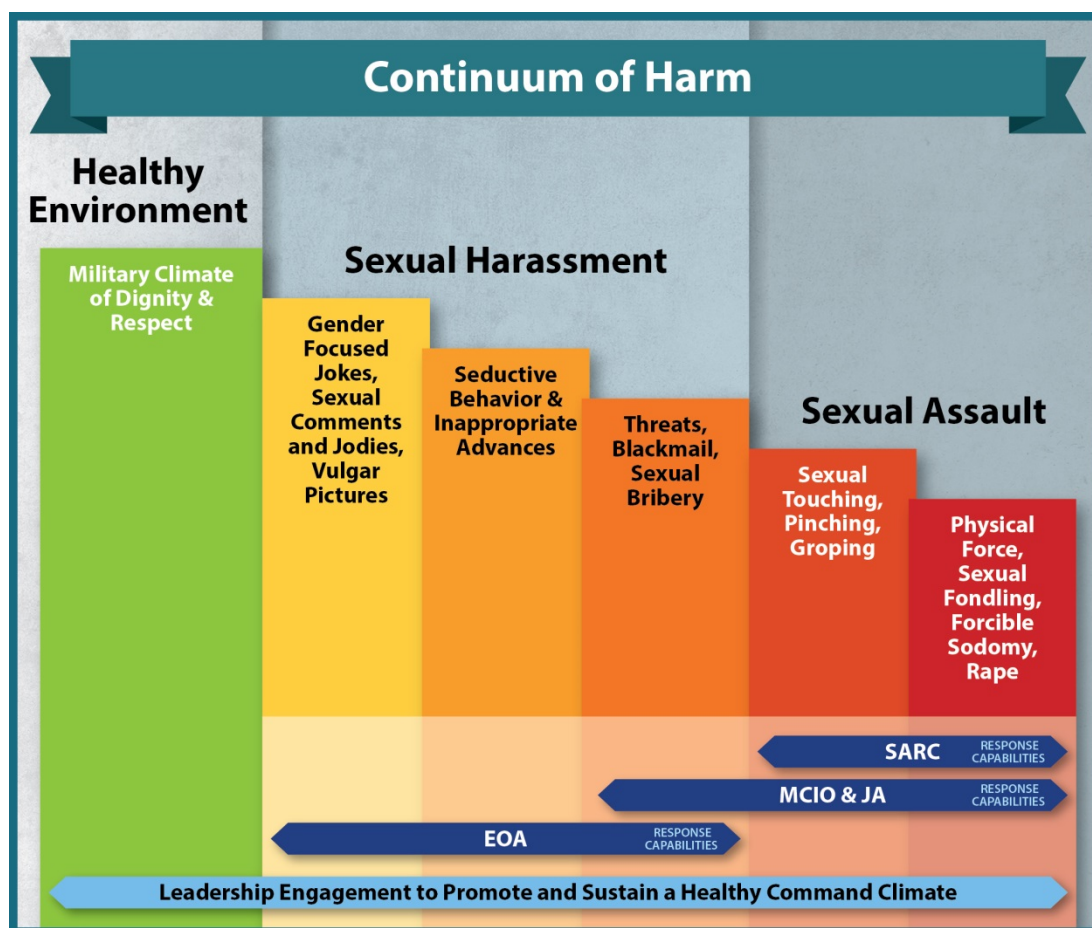 Continuum of Harm
Healthy
Environment
Military Climate
of Dignity &
Respect
Sexual Harassment
Gender
Focused
Jokes,
Sexual
Comments
and Jodies,
Vulgar
Pictures
Seductive
Behavior &
Inappropriate
Advances
Threats,
Blackmail,
Sexual
Bribery
Sexual Assault
Sexual
Touching,
Pinching,
Groping
Physical
Force,
Sexual
Fondling,
Forcible
Sodomy,
Rape
SARC
RESPONSE
CAPABILITIES
MCIO & JA
RESPONSE
CAPABILITIES
EOA
RESPONSE
CAPABILITIES
Leadership Engagement to Promote and Sustain a Healthy Command Climate